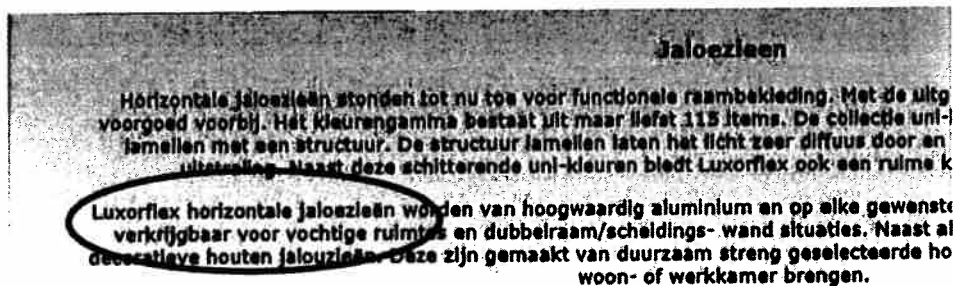 Jaloezieen
Horizontale jaloezieën stonden tot nu toe voor functionele raambekleding. Met de uitg
voorgoed voorbij. Het kleurengamma bestaat uit maar liefst 115 items. De collectie uni-
lamellen met een structuur. De structuur lamellen laten het licht zeer diffuus door en
uitstraling. Naast deze schitterende uni-kleuren biedt Luxorflex ook een ruime k
Luxorflex horizontale jaloezieën worden van hoogwaardig aluminium en op elke gewenste
verkrijgbaar voor vochtige ruimtes en dubbelraam/scheidings- wand situaties. Naast al
decoratieve houten jalouzieën. Deze zijn gemaakt van duurzaam streng geselecteerde ho
woon- of werkkamer brengen.